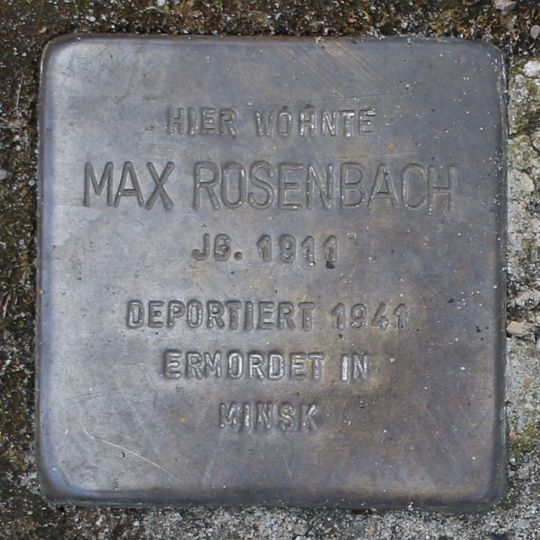 HIER WOHNTE
MAX ROSENBACH
JG. 1911
DEPORTIERT 1941
ERMORDET IN
MINSK